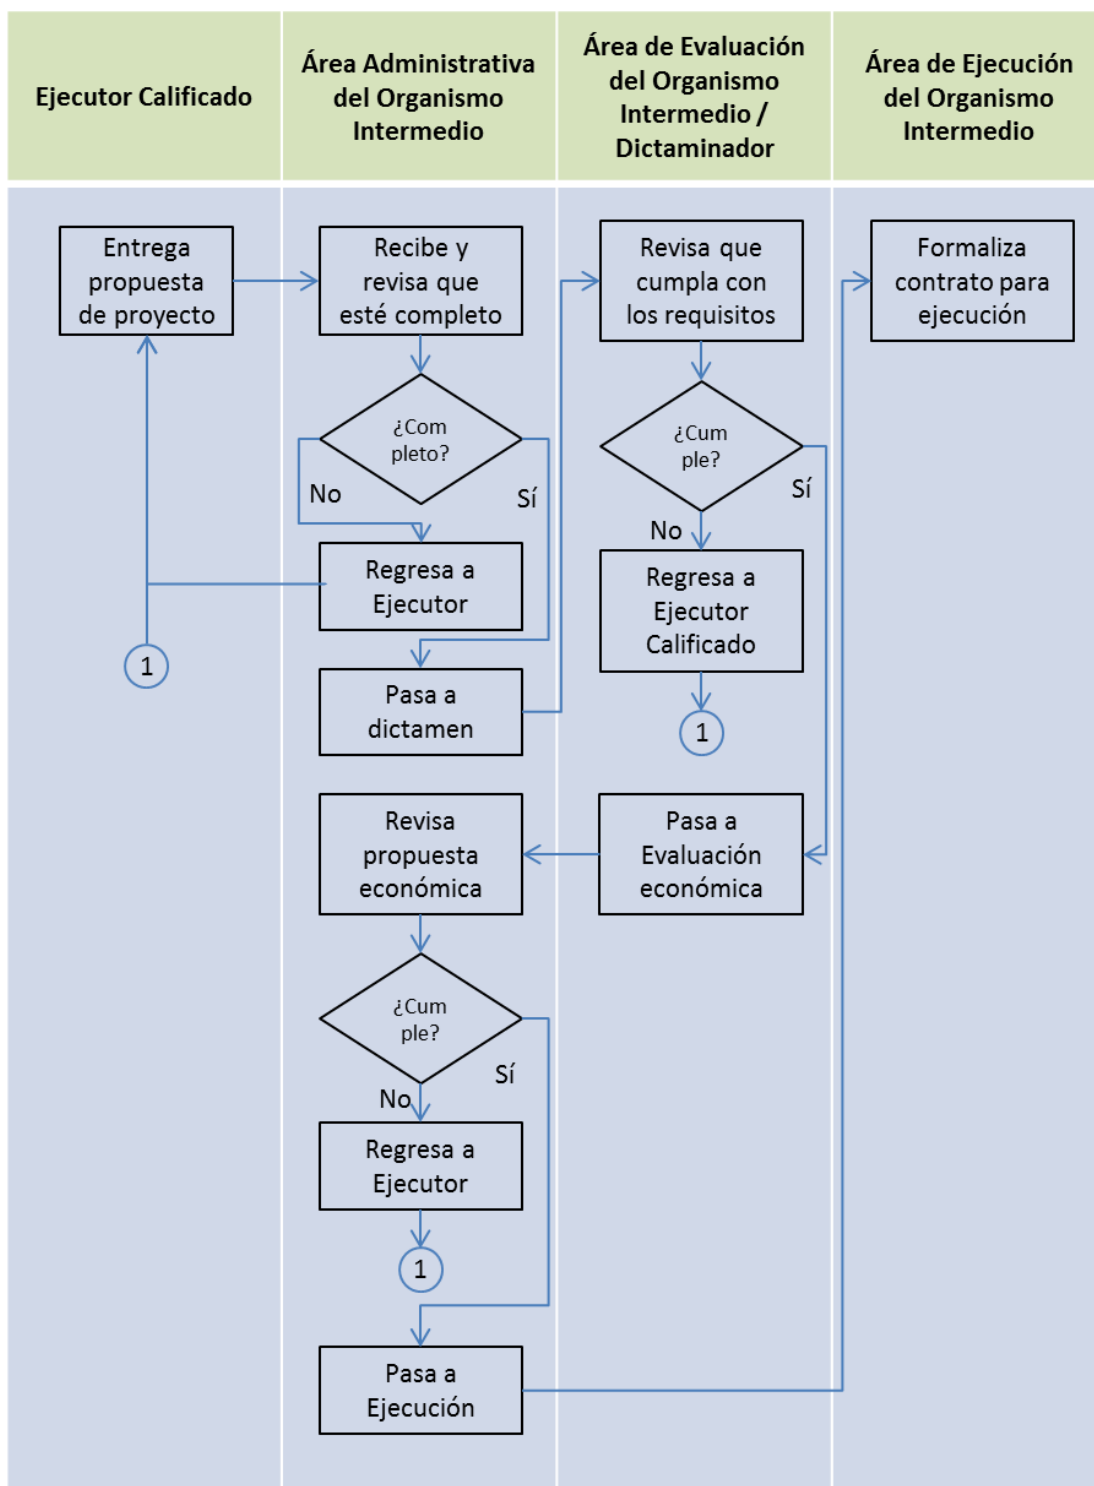 Ejecutor Calificado
Área Administrativa
del Organismo
Intermedio
Área de Evaluación
del Organismo
Intermedio /
Dictaminador
Área de Ejecución
del Organismo
Intermedio
Entrega
propuesta
de proyecto
Recibe y
revisa que
esté completo
Revisa que
cumpla con
los requisitos
Formaliza
contrato para
ejecución
¿Com
pleto?
No
Sí
¿Cum
ple?
Sí
No
Regresa a
Ejecutor
Regresa a
Ejecutor
Calificado
1
Pasa a
dictamen
1
Revisa
propuesta
económica
Pasa a
Evaluación
económica
¿Cum
ple?
Sí
No
Regresa a
Ejecutor
1
Pasa a
Ejecución